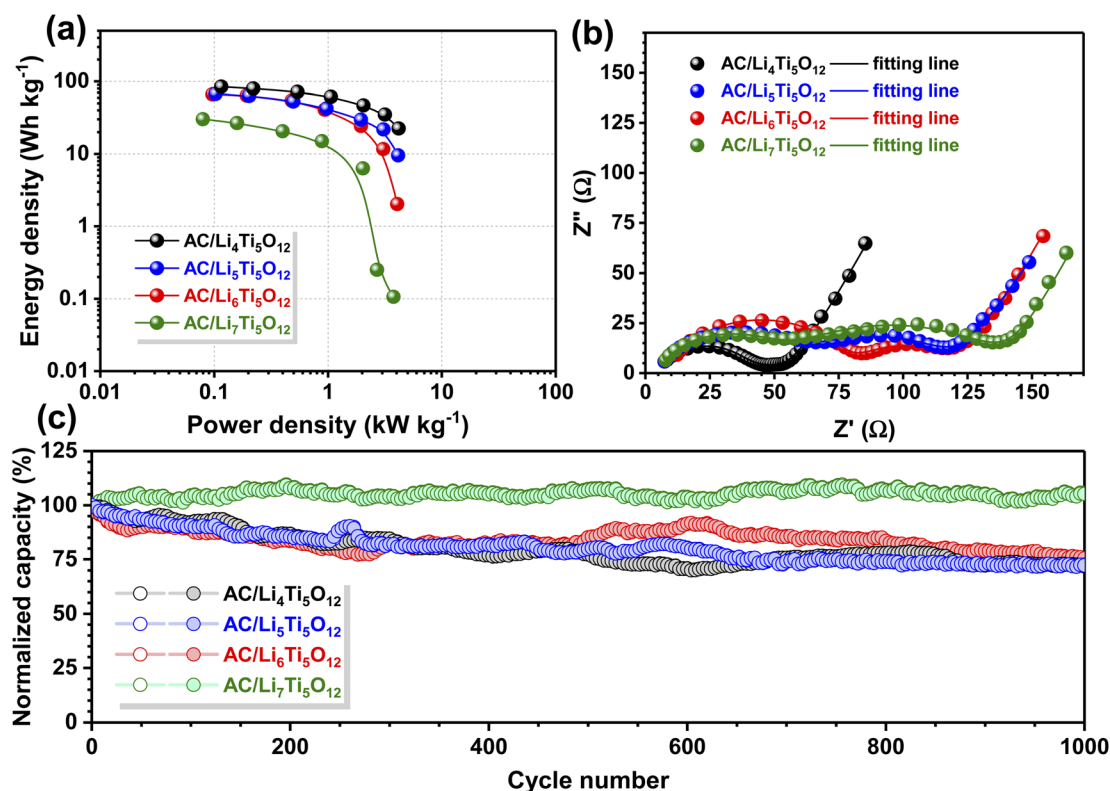 (a)
Energy density (Wh kg⁻¹)
100
10
1
0.1
0.01
AC/Li₄Ti₅O₁₂
AC/Li₅Ti₅O₁₂
AC/Li₆Ti₅O₁₂
AC/Li₇Ti₅O₁₂
0.01 0.1 1 10 100
Power density (kW kg⁻¹)
(b)
Z'' (Ω)
150
125
100
75
50
25
0
AC/Li₄Ti₅O₁₂ fitting line
AC/Li₅Ti₅O₁₂ fitting line
AC/Li₆Ti₅O₁₂ fitting line
AC/Li₇Ti₅O₁₂ fitting line
0 25 50 75 100 125 150
Z' (Ω)
(c)
Normalized capacity (%)
125
100
75
50
25
0
AC/Li₄Ti₅O₁₂
AC/Li₅Ti₅O₁₂
AC/Li₆Ti₅O₁₂
AC/Li₇Ti₅O₁₂
0 200 400 600 800 1000
Cycle number